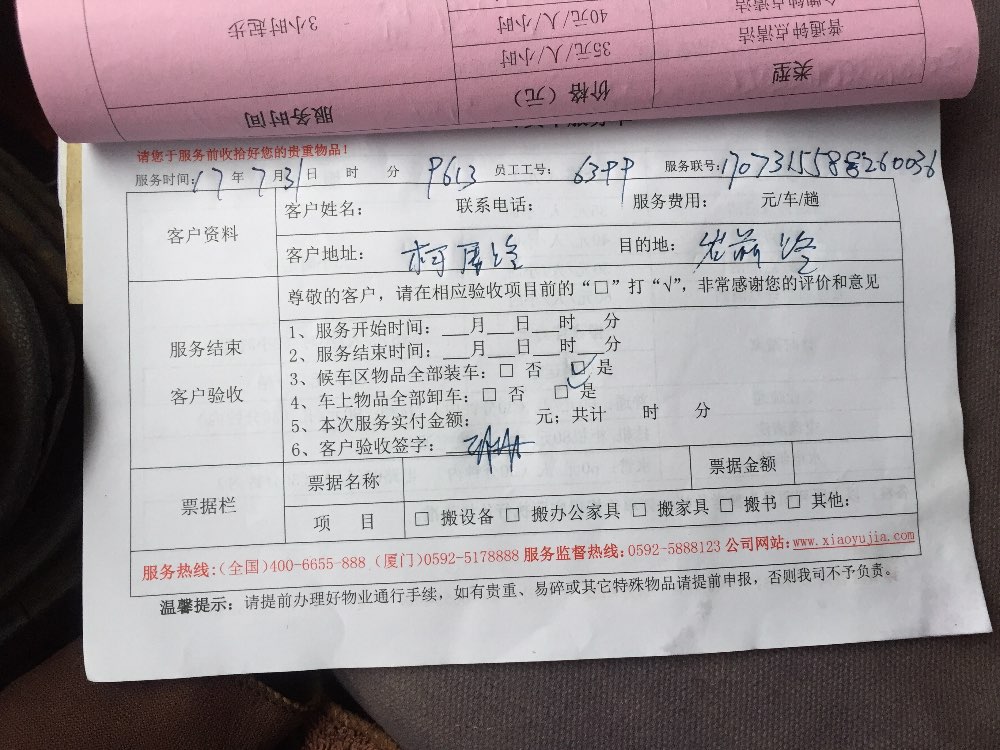 3小时起步
40元/人/小时
35元/人/小时
普通钟点清洁
服务时间
价格（元）
类型
请您于服务前收拾好您的贵重物品！
服务时间：17年7月31日 时 分 P613 员工工号： 服务联号：
客户资料
客户姓名： 联系电话： 服务费用： 元/车/趟
客户地址： 目的地：
尊敬的客户，请在相应验收项目前的“□”打“√”，非常感谢您的评价和意见
服务结束
客户验收
1、服务开始时间：___月___日___时___分
2、服务结束时间：___月___日___时___分
3、候车区物品全部装车：□ 否 ☑ 是
4、车上物品全部卸车：□ 否 ☑ 是
5、本次服务实付金额： 元；共计 时 分
6、客户验收签字：
票据栏
票据名称
票据金额
项 目
□ 搬设备 □ 搬办公家具 □ 搬家具 □ 搬书 □ 其他：
服务热线：（全国）400-6655-888（厦门）0592-5178888 服务监督热线：0592-5888123 公司网站：www.xiaoyujia.com
温馨提示：请提前办理好物业通行手续，如有贵重、易碎或其它特殊物品请提前申报，否则我司不予负责。